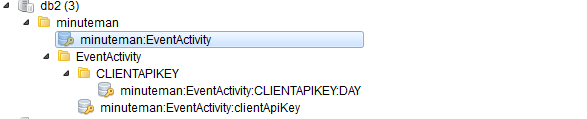 db2 (3)
minuteman
minuteman:EventActivity
EventActivity
CLIENTAPIKEY
minuteman:EventActivity:CLIENTAPIKEY:DAY
minuteman:EventActivity:clientApiKey